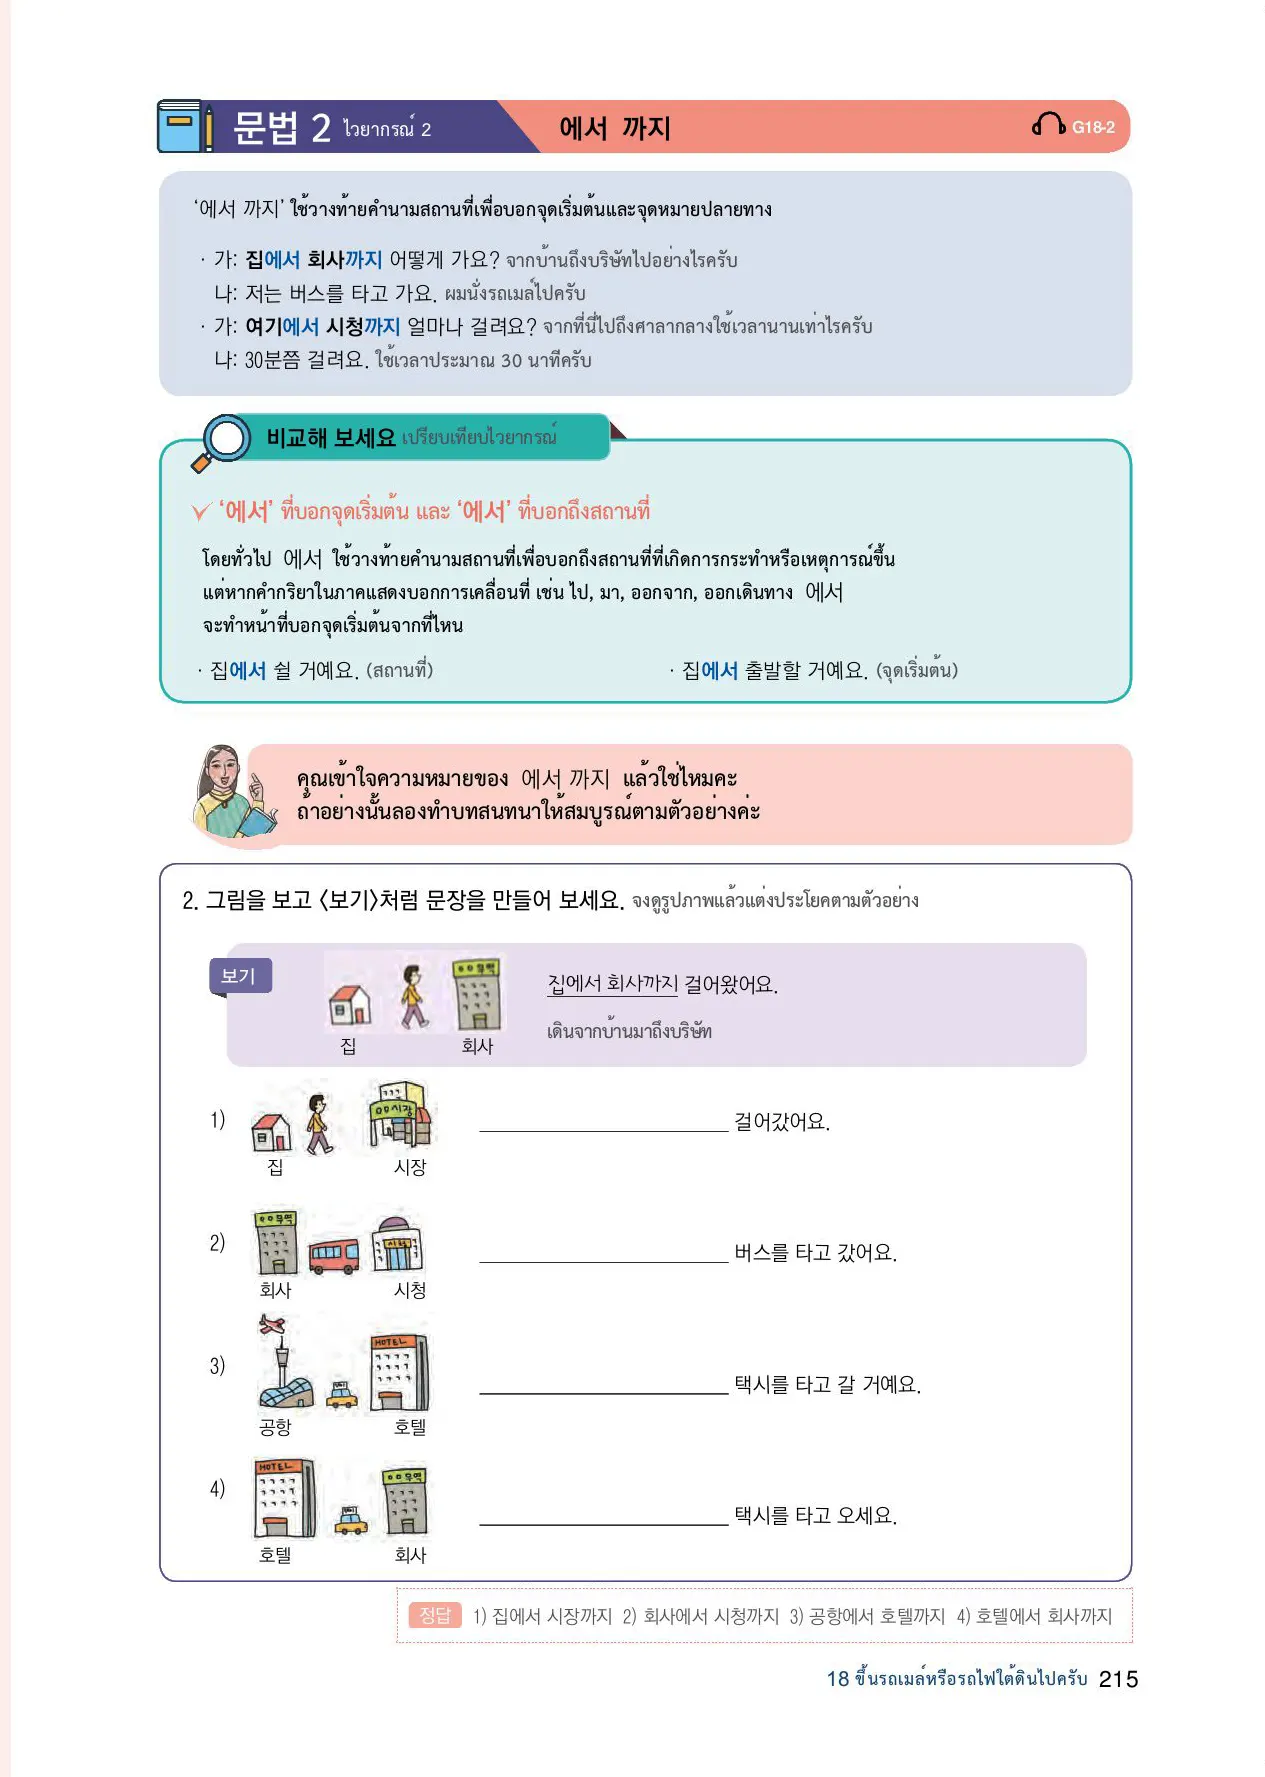 문법 2 ไวยากรณ์ 2 에서 까지 G18-2
‘에서 까지’ ใช้วางท้ายคำนามสถานที่เพื่อบอกจุดเริ่มต้นและจุดหมายปลายทาง
· 가: 집에서 회사까지 어떻게 가요? จากบ้านถึงบริษัทไปอย่างไรครับ
나: 저는 버스를 타고 가요. ผมนั่งรถเมล์ไปครับ
· 가: 여기에서 시청까지 얼마나 걸려요? จากที่นี่ไปถึงศาลากลางใช้เวลานานเท่าไรครับ
나: 30분쯤 걸려요. ใช้เวลาประมาณ 30 นาทีครับ
비교해 보세요 เปรียบเทียบไวยากรณ์
‘에서’ ที่บอกจุดเริ่มต้น และ ‘에서’ ที่บอกถึงสถานที่
โดยทั่วไป 에서 ใช้วางท้ายคำนามสถานที่เพื่อบอกถึงสถานที่ที่เกิดการกระทำหรือเหตุการณ์ขึ้น
แต่หากคำกริยาในภาคแสดงบอกการเคลื่อนที่ เช่น ไป, มา, ออกจาก, ออกเดินทาง 에서
จะทำหน้าที่บอกจุดเริ่มต้นจากที่ไหน
· 집에서 쉴 거예요. (สถานที่) · 집에서 출발할 거예요. (จุดเริ่มต้น)
คุณเข้าใจความหมายของ 에서 까지 แล้วใช่ไหมคะ
ถ้าอย่างนั้นลองทำบทสนทนาให้สมบูรณ์ตามตัวอย่างค่ะ
2. 그림을 보고 〈보기〉처럼 문장을 만들어 보세요. จงดูรูปภาพแล้วแต่งประโยคตามตัวอย่าง
보기
무역
집에서 회사까지 걸어왔어요.
เดินจากบ้านมาถึงบริษัท
집 회사
1)
시장
걸어갔어요.
집 시장
2)
무역
시청
버스를 타고 갔어요.
회사 시청
3)
HOTEL
택시를 타고 갈 거예요.
공항 호텔
4)
HOTEL
무역
택시를 타고 오세요.
호텔 회사
정답 1) 집에서 시장까지 2) 회사에서 시청까지 3) 공항에서 호텔까지 4) 호텔에서 회사까지
18 ขึ้นรถเมล์หรือรถไฟใต้ดินไปครับ 215